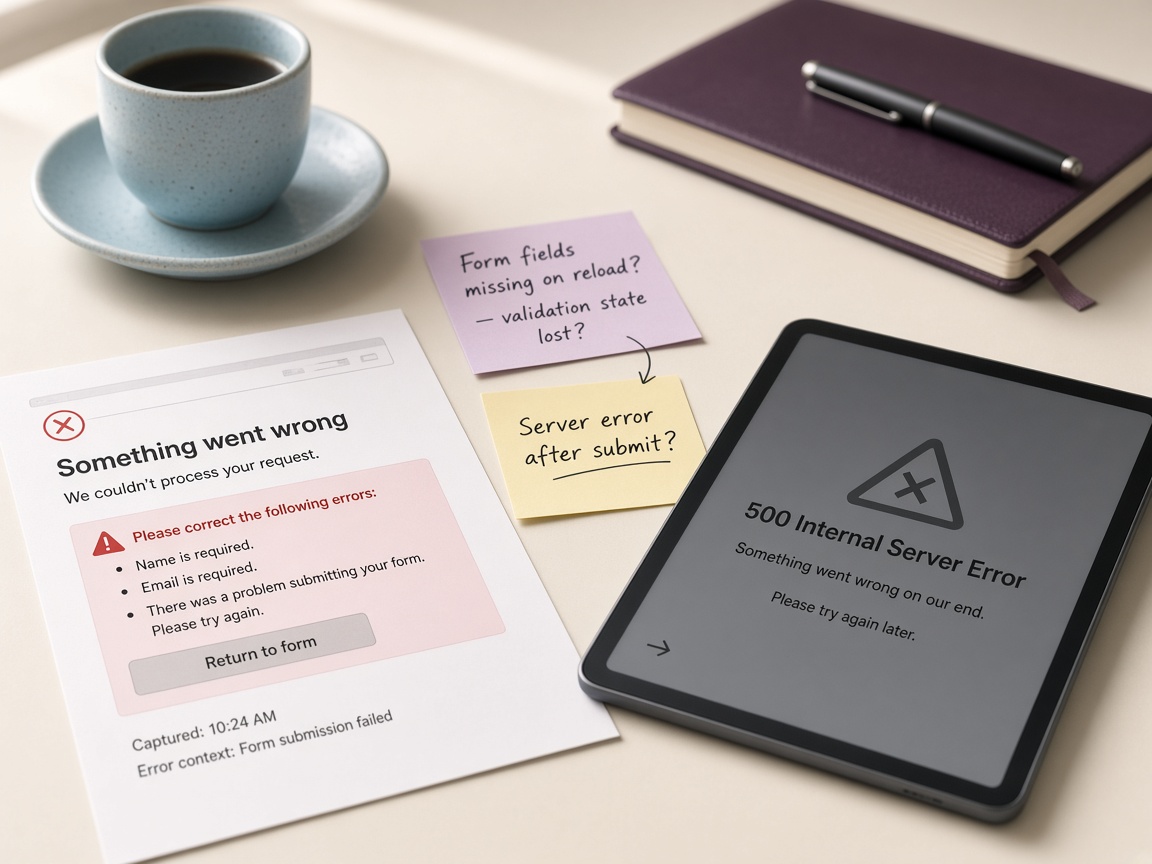 Something went wrong
We couldn't process your request.
Please correct the following errors:
• Name is required.
• Email is required.
• There was a problem submitting your form.
Please try again.
Return to form
Captured: 10:24 AM
Error context: Form submission failed
Form fields
missing on reload?
— validation state
lost?
Server error
after submit?
500 Internal Server Error
Something went wrong on our end.
Please try again later.